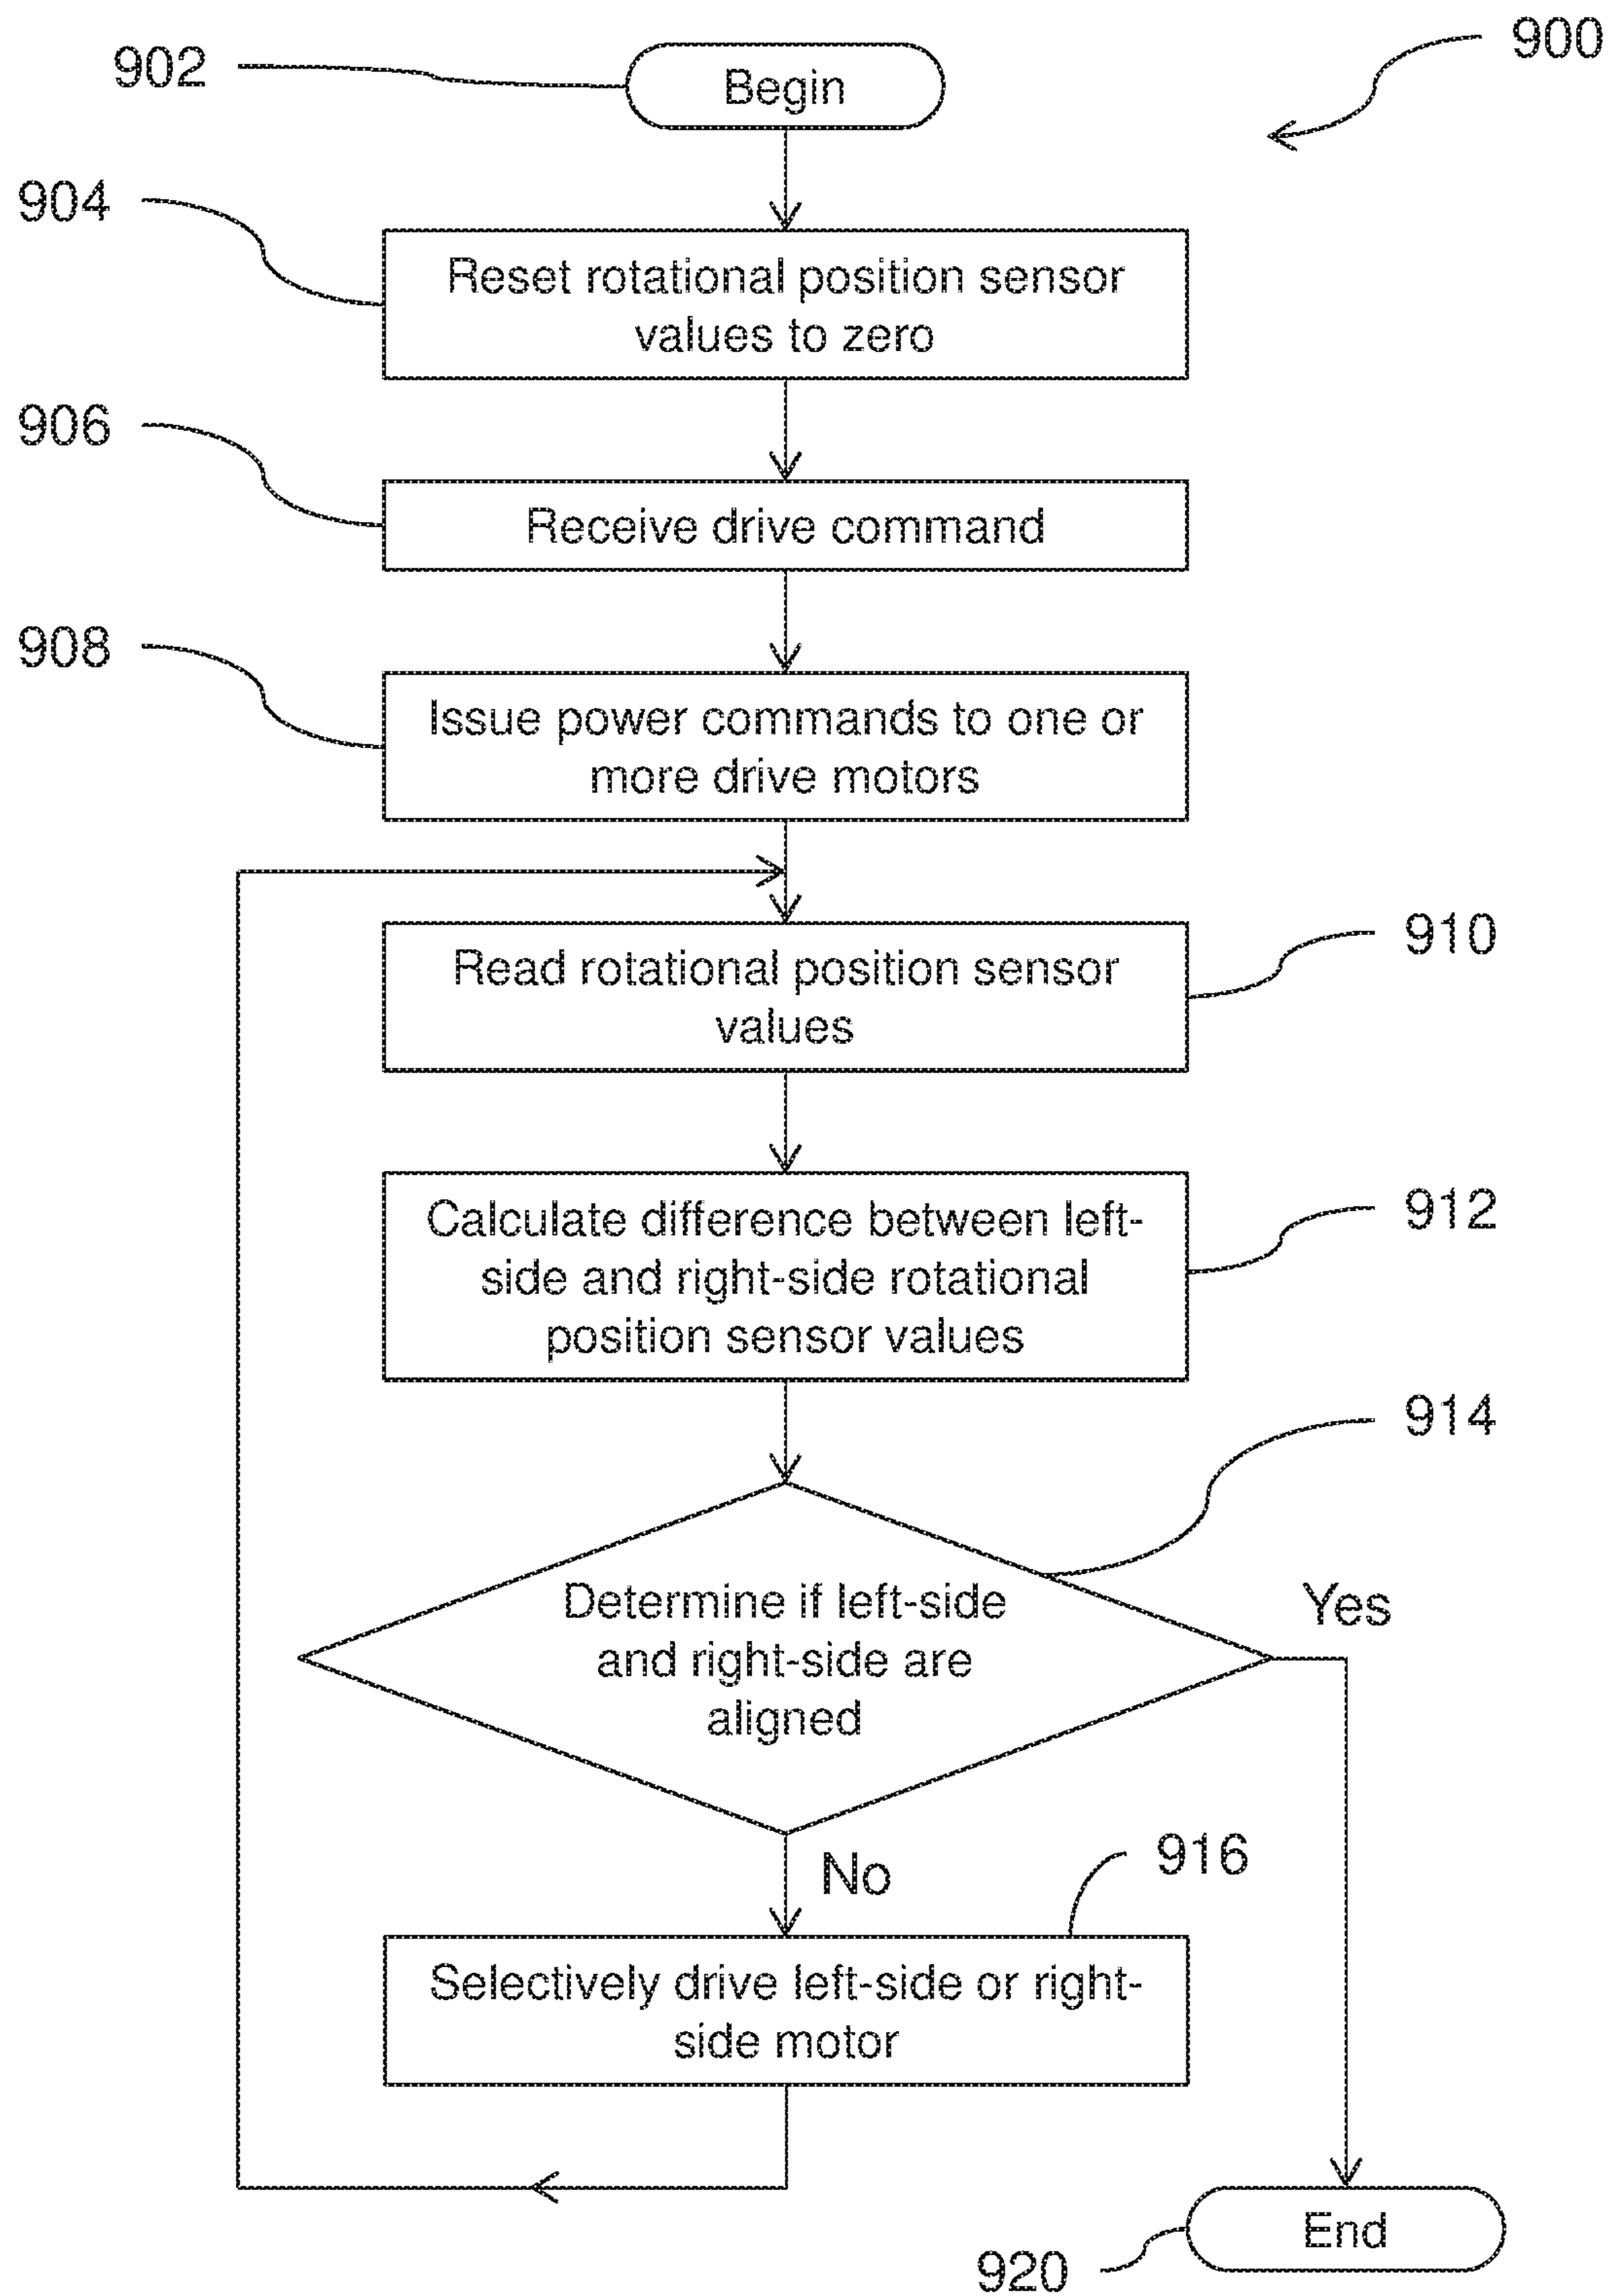 900
902
Begin
904
Reset rotational position sensor
values to zero
906
Receive drive command
908
Issue power commands to one or
more drive motors
910
Read rotational position sensor
values
912
Calculate difference between left-
side and right-side rotational
position sensor values
914
Determine if left-side
and right-side are
aligned
Yes
No
916
Selectively drive left-side or right-
side motor
End
920